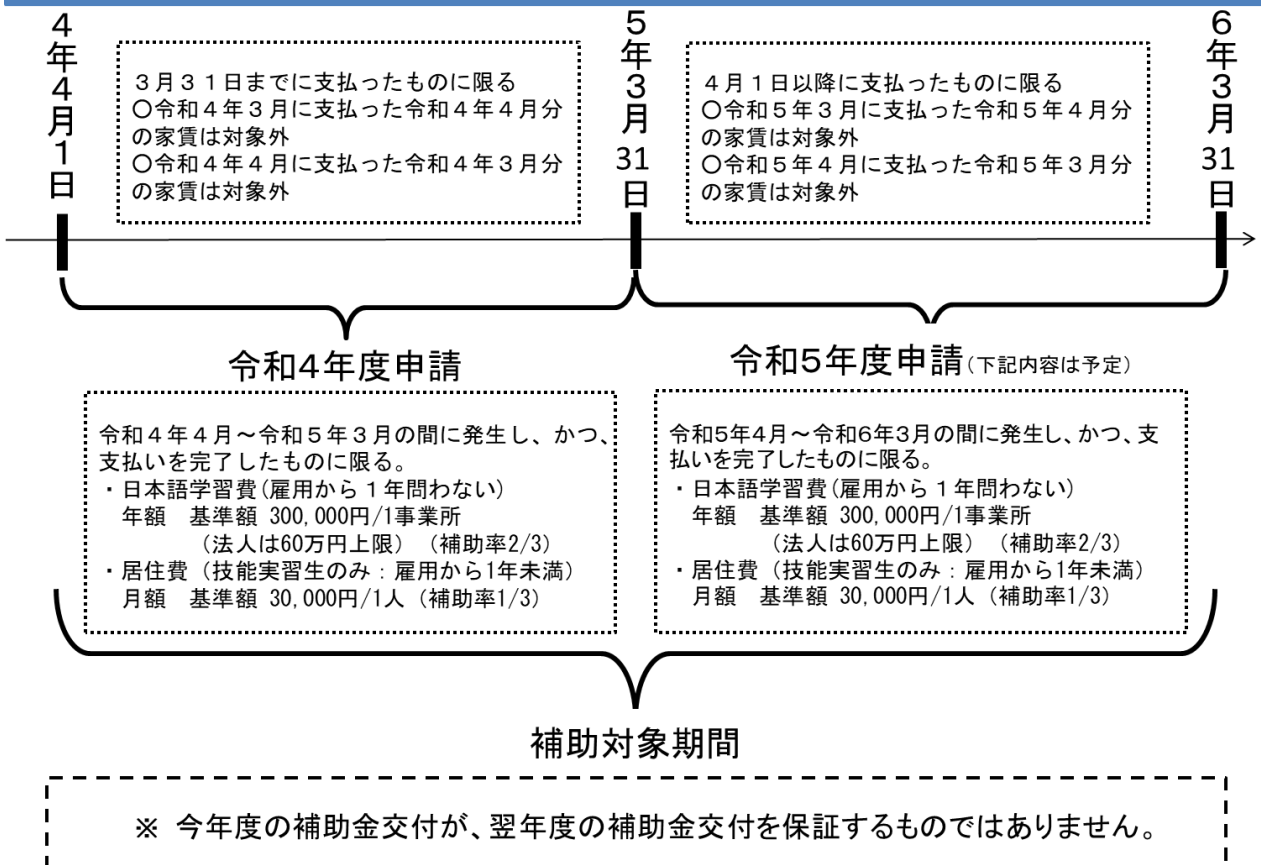 4年4月1日
5年3月31日
6年3月31日
3月31日までに支払ったものに限る
〇令和4年3月に支払った令和4年4月分
の家賃は対象外
〇令和4年4月に支払った令和4年3月分
の家賃は対象外
4月1日以降に支払ったものに限る
〇令和5年3月に支払った令和5年4月分
の家賃は対象外
〇令和5年4月に支払った令和5年3月分
の家賃は対象外
令和4年度申請
令和4年4月～令和5年3月の間に発生し、かつ、
支払いを完了したものに限る。
・日本語学習費(雇用から1年問わない)
年額 基準額 300,000円/1事業所
(法人は60万円上限) (補助率2/3)
・居住費 (技能実習生のみ：雇用から1年未満)
月額 基準額 30,000円/1人 (補助率1/3)
令和5年度申請(下記内容は予定)
令和5年4月～令和6年3月の間に発生し、かつ、支
払いを完了したものに限る。
・日本語学習費(雇用から1年問わない)
年額 基準額 300,000円/1事業所
(法人は60万円上限) (補助率2/3)
・居住費 (技能実習生のみ：雇用から1年未満)
月額 基準額 30,000円/1人 (補助率1/3)
補助対象期間
※ 今年度の補助金交付が、翌年度の補助金交付を保証するものではありません。